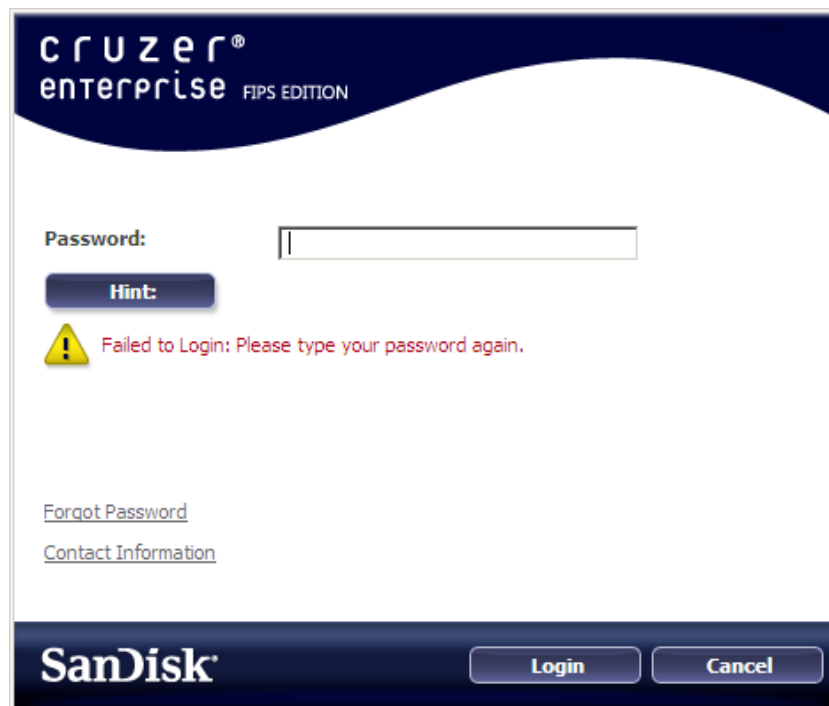 cruzer®
enterprise FIPS EDITION
Password:
Hint:
Failed to Login: Please type your password again.
Forgot Password
Contact Information
SanDisk®
Login
Cancel